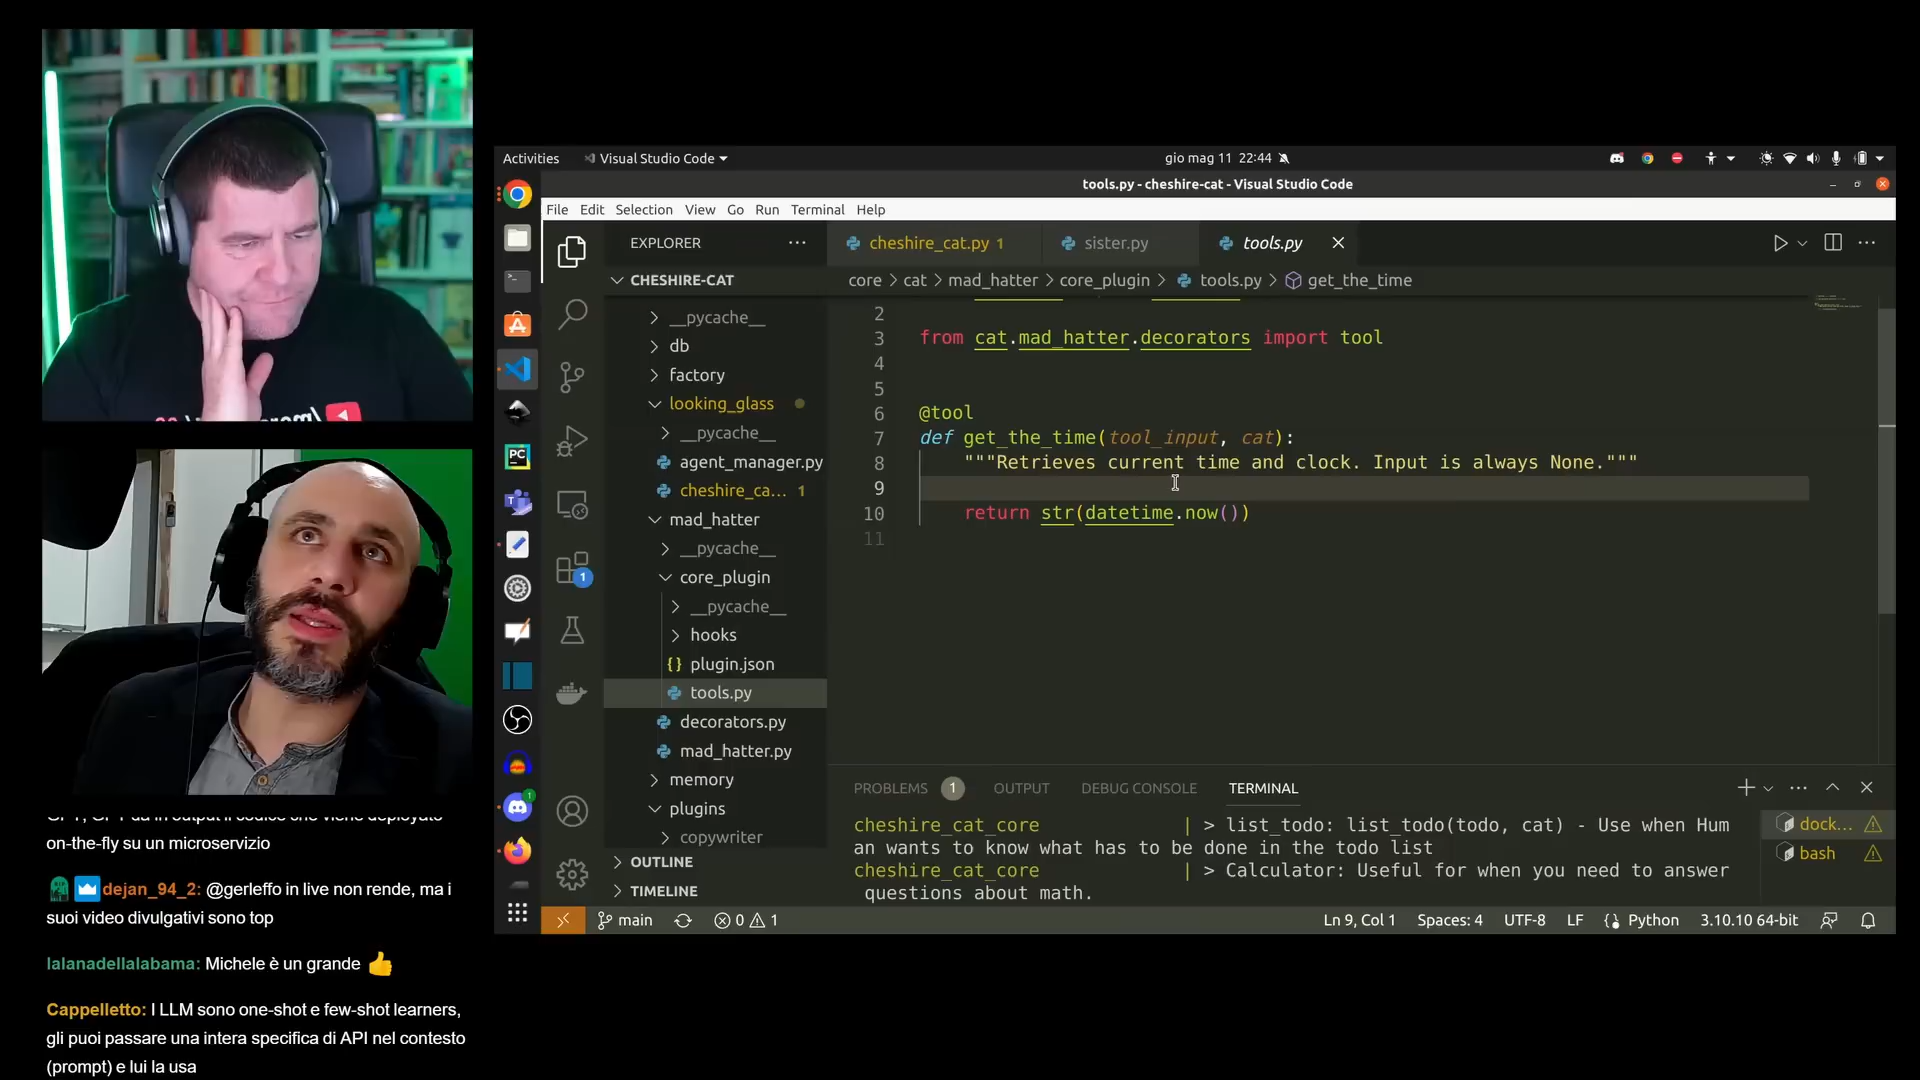 on-the-fly su un microservizio
dejan_94_2: @gerleffo in live non rende, ma i
suoi video divulgativi sono top
lalanadellalabama: Michele è un grande 👍
Cappelletto: I LLM sono one-shot e few-shot learners,
gli puoi passare una intera specifica di API nel contesto
(prompt) e lui la usa
Activities
Visual Studio Code
gio mag 11 22:44
tools.py - cheshire-cat - Visual Studio Code
File Edit Selection View Go Run Terminal Help
EXPLORER
CHESHIRE-CAT
__pycache__
db
factory
looking_glass
__pycache__
agent_manager.py
cheshire_ca... 1
mad_hatter
__pycache__
core_plugin
__pycache__
hooks
{} plugin.json
tools.py
decorators.py
mad_hatter.py
memory
plugins
copywriter
OUTLINE
TIMELINE
PC
1
1
cheshire_cat.py 1
sister.py
tools.py
core > cat > mad_hatter > core_plugin > tools.py > get_the_time
2
3 from cat.mad_hatter.decorators import tool
4
5
6 @tool
7 def get_the_time(tool_input, cat):
8 """Retrieves current time and clock. Input is always None."""
9
10 return str(datetime.now())
11
PROBLEMS 1 OUTPUT DEBUG CONSOLE TERMINAL
cheshire_cat_core | > list_todo: list_todo(todo, cat) - Use when Hum
an wants to know what has to be done in the todo list
cheshire_cat_core | > Calculator: Useful for when you need to answer
questions about math.
dock...
bash
main 0 1 Ln 9, Col 1 Spaces: 4 UTF-8 LF Python 3.10.10 64-bit